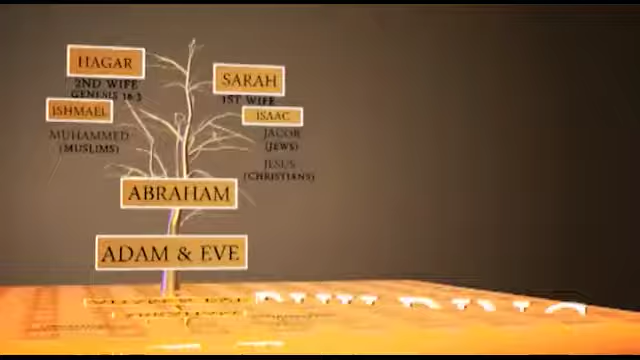 HAGAR
2ND WIFE
GENESIS 16:3
ISHMAEL
MUHAMMED
(MUSLIMS)
SARAH
1ST WIFE
ISAAC
JACOB
(JEWS)
JESUS
(CHRISTIANS)
ABRAHAM
ADAM & EVE